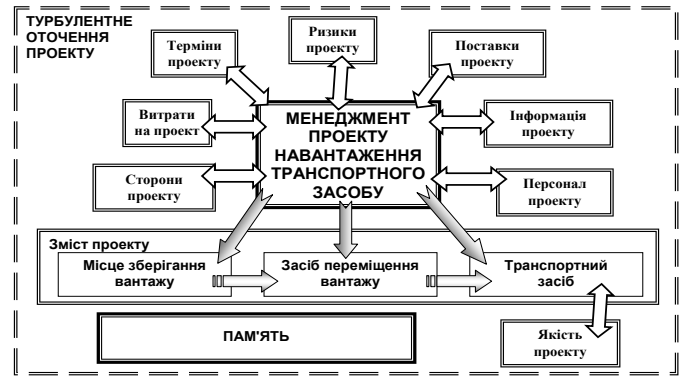 ТУРБУЛЕНТНЕ
ОТОЧЕННЯ
ПРОЕКТУ
Терміни
проекту
Ризики
проекту
Поставки
проекту
Витрати
на проект
МЕНЕДЖМЕНТ
ПРОЕКТУ
НАВАНТАЖЕННЯ
ТРАНСПОРТНОГО
ЗАСОБУ
Інформація
проекту
Сторони
проекту
Персонал
проекту
Зміст проекту
Місце зберігання
вантажу
Засіб переміщення
вантажу
Транспортний
засіб
ПАМ'ЯТЬ
Якість
проекту